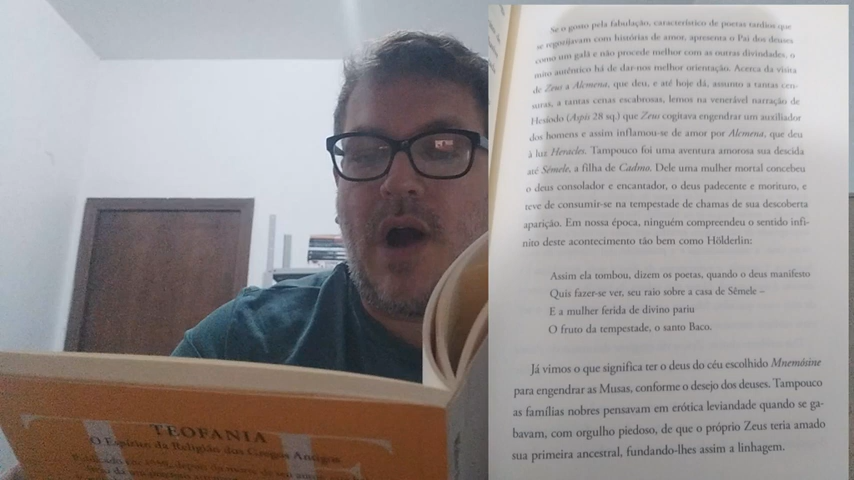 Se o gosto pela fabulação, característico de poetas tardios que
se regozijavam com histórias de amor, apresenta o Pai dos deuses
como um galã e não procede melhor com as outras divindades, o
mito autêntico há de dar-nos melhor orientação. Acerca da visita
de Zeus a Alcmena, que deu, e até hoje dá, assunto a tantas cen-
suras, a tantas cenas escabrosas, lemos na venerável narração de
Hesíodo (Aspis 28 sq.) que Zeus cogitava engendrar um auxiliador
dos homens e assim inflamou-se de amor por Alcmena, que deu
à luz Heracles. Tampouco foi uma aventura amorosa sua descida
até Sêmele, a filha de Cadmo. Dele uma mulher mortal concebeu
o deus consolador e encantador, o deus padecente e morituro, e
teve de consumir-se na tempestade de chamas de sua descoberta
aparição. Em nossa época, ninguém compreendeu o sentido infi-
nito deste acontecimento tão bem como Hölderlin:
Assim ela tombou, dizem os poetas, quando o deus manifesto
Quis fazer-se ver, seu raio sobre a casa de Sêmele –
E a mulher ferida de divino pariu
O fruto da tempestade, o santo Baco.
Já vimos o que significa ter o deus do céu escolhido Mnemósine
para engendrar as Musas, conforme o desejo dos deuses. Tampouco
as famílias nobres pensavam em erótica leviandade quando se ga-
bavam, com orgulho piedoso, de que o próprio Zeus teria amado
sua primeira ancestral, fundando-lhes assim a linhagem.
TEOFANIA
O Espírito da Religião dos Gregos Antigos